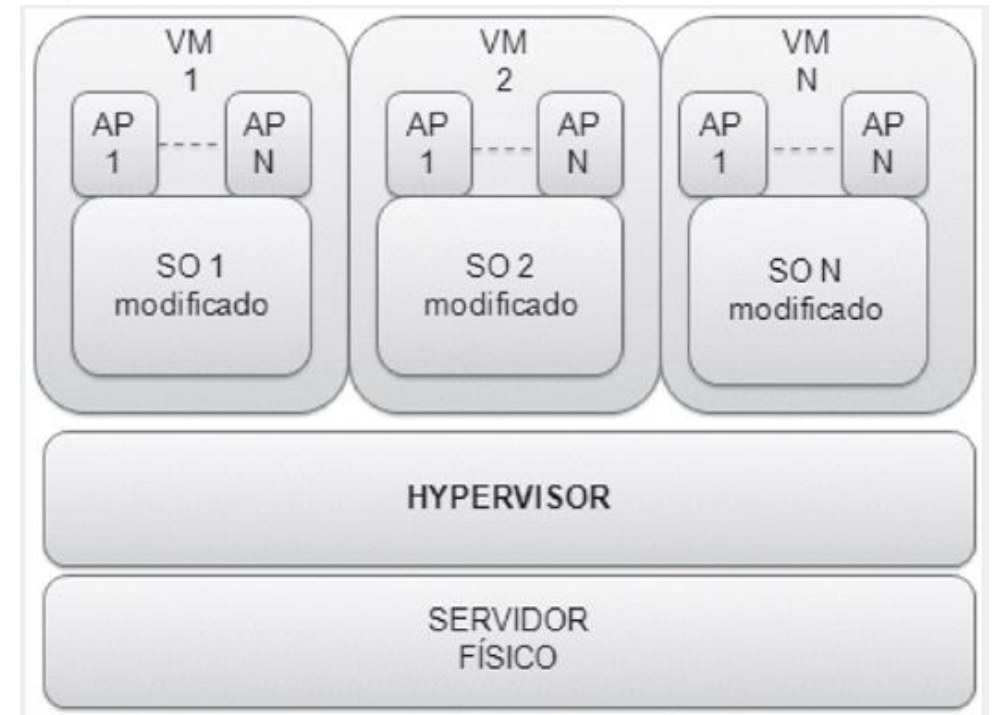 VM
1
AP
1
AP
N
SO 1
modificado
VM
2
AP
1
AP
N
SO 2
modificado
VM
N
AP
1
AP
N
SO N
modificado
HYPERVISOR
SERVIDOR
FÍSICO